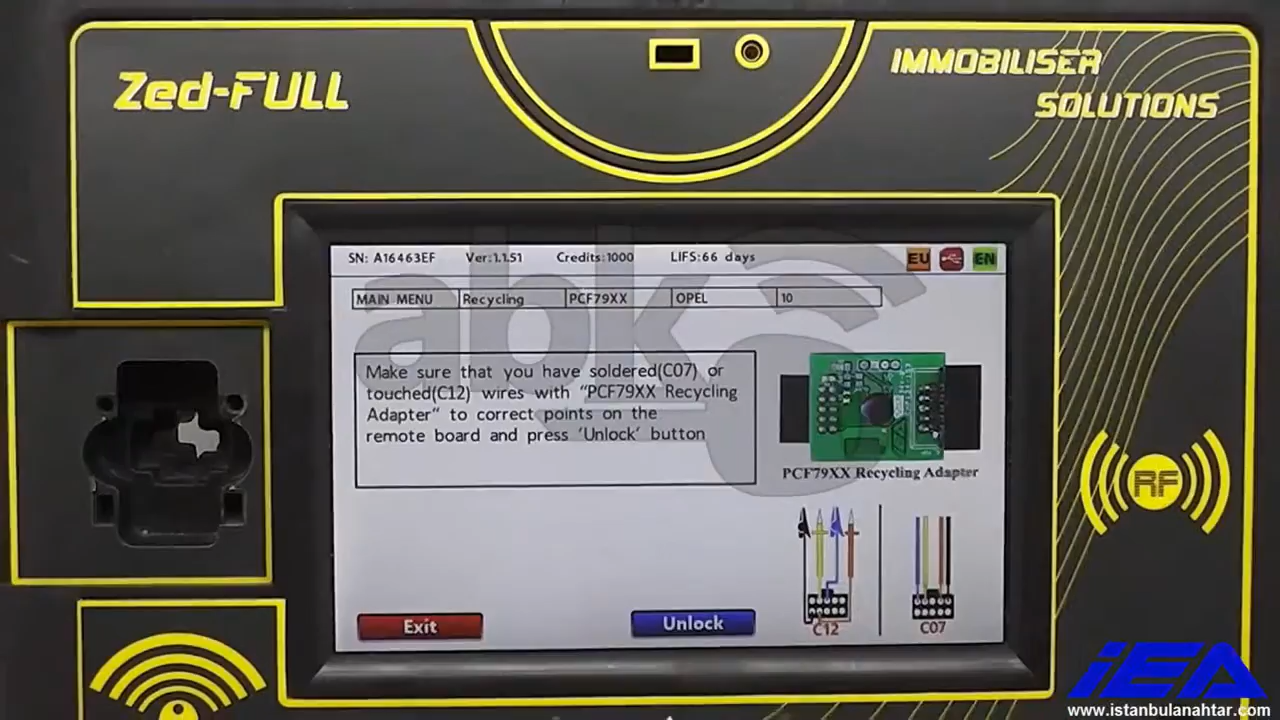 Zed-FULL
IMMOBILISER
SOLUTIONS
SN: A16463EF Ver:1.1.51 Credits:1000 LIFS:66 days EU EN
MAIN MENU Recycling PCF79XX OPEL 10
abk
Make sure that you have soldered(C07) or
touched(C12) wires with "PCF79XX Recycling
Adapter" to correct points on the
remote board and press 'Unlock' button
PCF79XX Recycling Adapter
RF
Exit
Unlock
C12
C07
iEA
www.istanbulanahtar.com